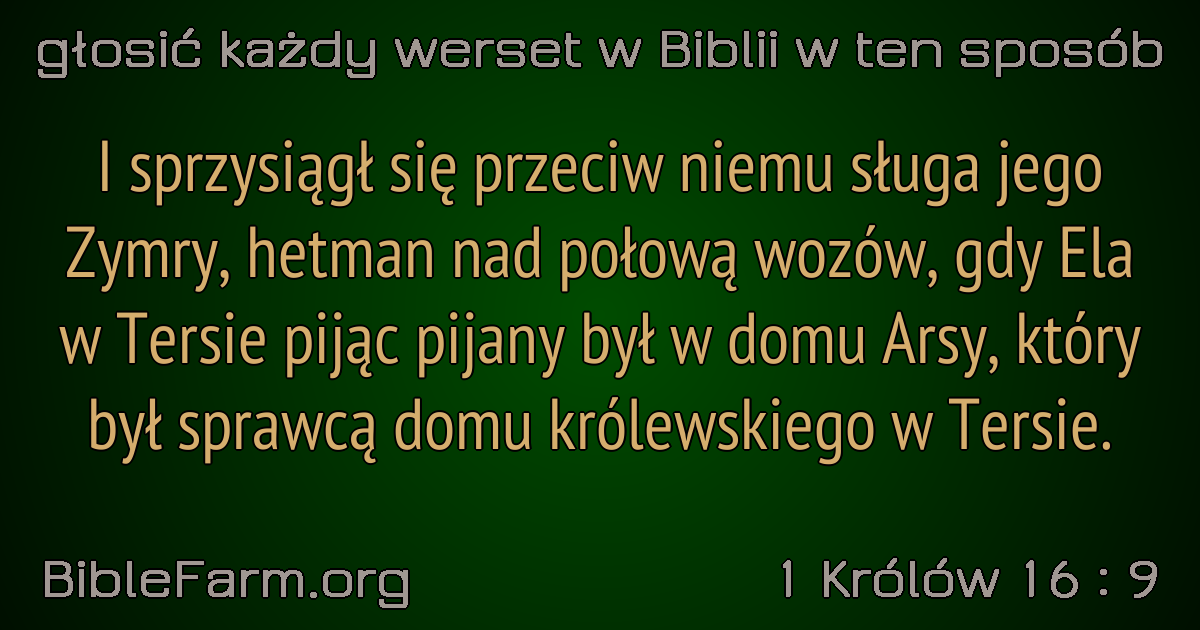 głosić każdy werset w Biblii w ten sposób
I sprzysiągł się przeciw niemu sługa jego
Zymry, hetman nad połową wozów, gdy Ela
w Tersie pijąc pijany był w domu Arsy, który
był sprawcą domu królewskiego w Tersie.
BibleFarm.org
1 Królów 16 : 9